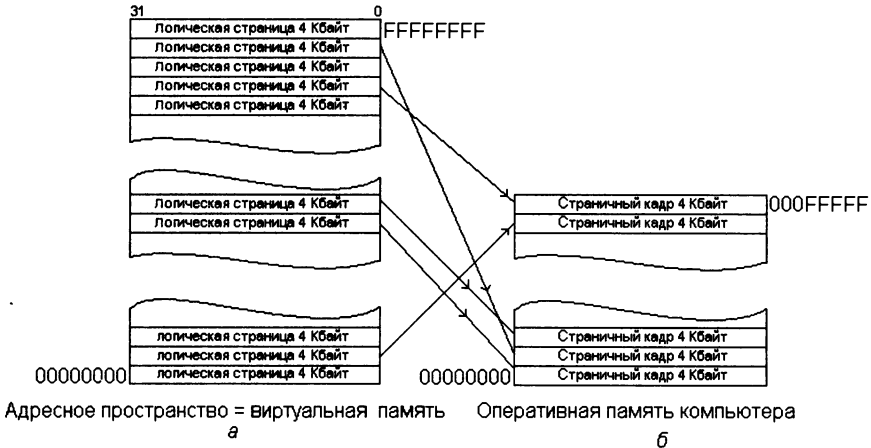 31 0
Логическая страница 4 Кбайт FFFFFFFF
Логическая страница 4 Кбайт
Логическая страница 4 Кбайт
Логическая страница 4 Кбайт
Логическая страница 4 Кбайт
Логическая страница 4 Кбайт
Логическая страница 4 Кбайт
Страничный кадр 4 Кбайт 000FFFFF
Страничный кадр 4 Кбайт
логическая страница 4 Кбайт
логическая страница 4 Кбайт
00000000 логическая страница 4 Кбайт
Страничный кадр 4 Кбайт
Страничный кадр 4 Кбайт
00000000 Страничный кадр 4 Кбайт
Адресное пространство = виртуальная память
а
Оперативная память компьютера
б